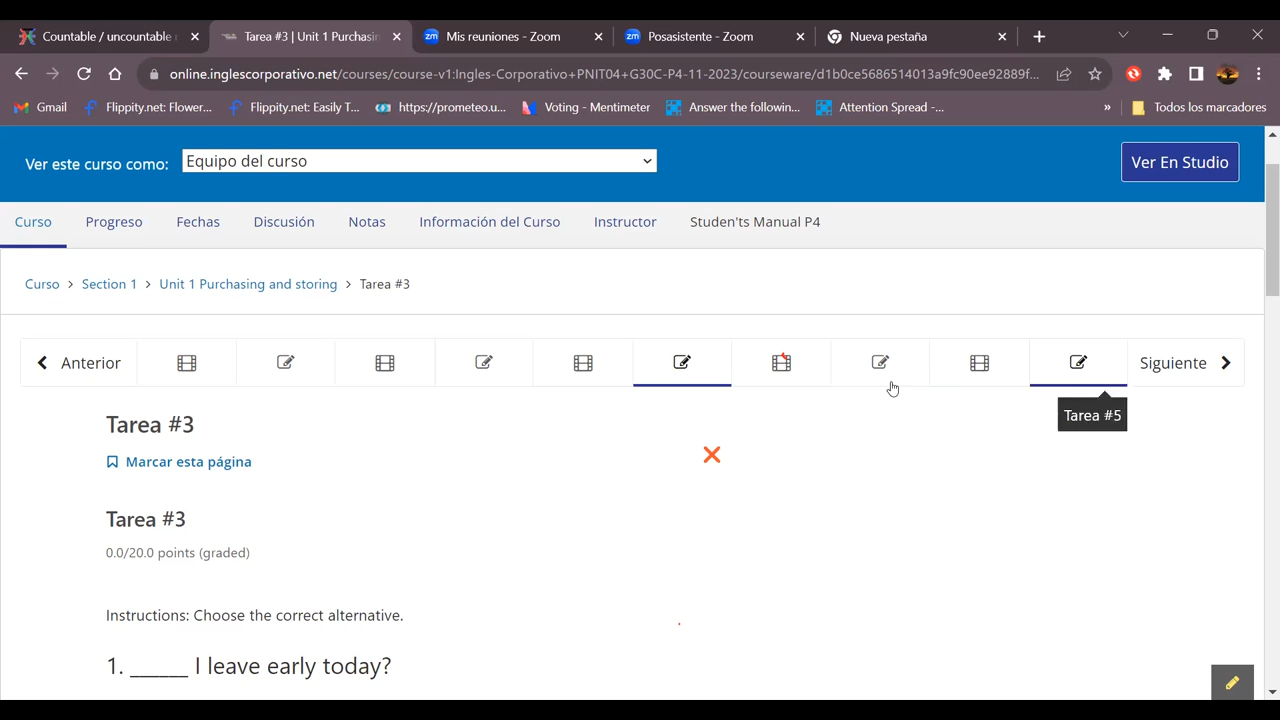 Countable / uncountable
Tarea #3 | Unit 1 Purchasin
zm Mis reuniones - Zoom
zm Posasistente - Zoom
Nueva pestaña
online.inglescorporativo.net/courses/course-v1:Ingles-Corporativo+PNIT04+G30C-P4-11-2023/courseware/d1b0ce5686514013a9fc90ee92889f...
Gmail
Flippity.net: Flower...
Flippity.net: Easily T...
https://prometeo.u...
Voting - Mentimeter
Answer the followin...
Attention Spread -...
»
Todos los marcadores
Ver este curso como:
Equipo del curso
Ver En Studio
Curso
Progreso
Fechas
Discusión
Notas
Información del Curso
Instructor
Studen'ts Manual P4
Curso > Section 1 > Unit 1 Purchasing and storing > Tarea #3
Anterior
Siguiente
Tarea #5
Tarea #3
Marcar esta página
Tarea #3
0.0/20.0 points (graded)
Instructions: Choose the correct alternative.
1. ______ I leave early today?